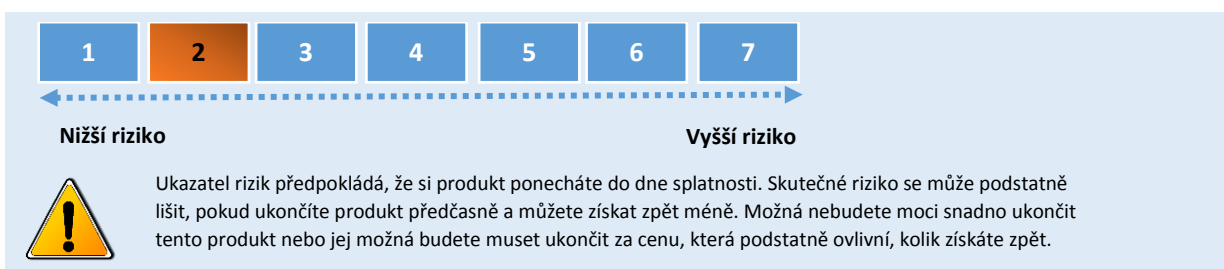 1 2 3 4 5 6 7
Nižší riziko Vyšší riziko
Ukazatel rizik předpokládá, že si produkt ponecháte do dne splatnosti. Skutečné riziko se může podstatně
lišit, pokud ukončíte produkt předčasně a můžete získat zpět méně. Možná nebudete moci snadno ukončit
tento produkt nebo jej možná budete muset ukončit za cenu, která podstatně ovlivní, kolik získáte zpět.